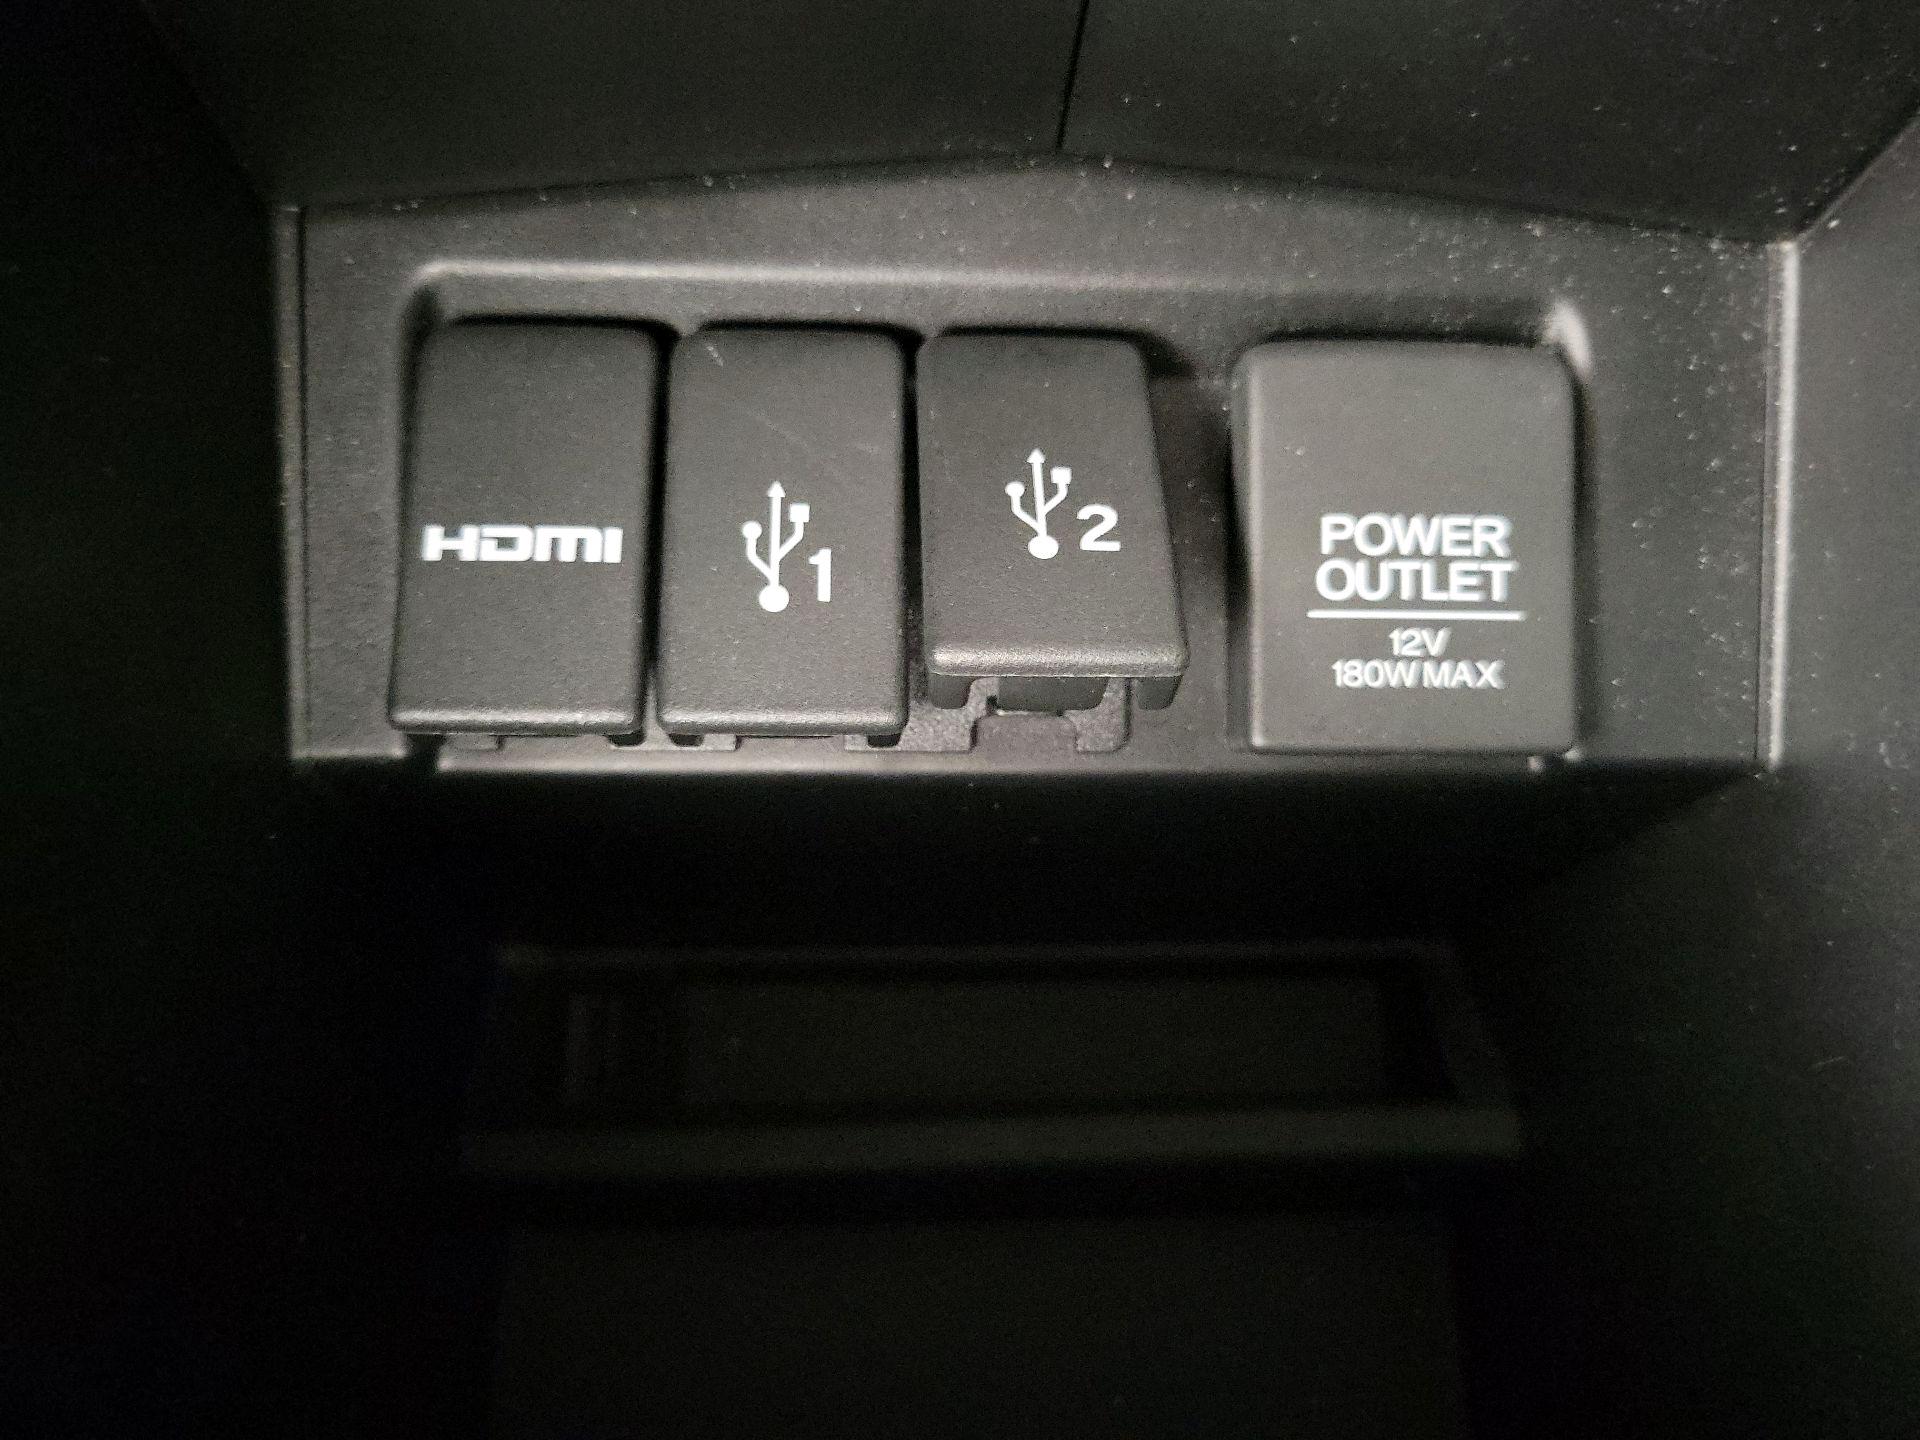 HDMI
1
2
POWER
OUTLET
12V
180W MAX